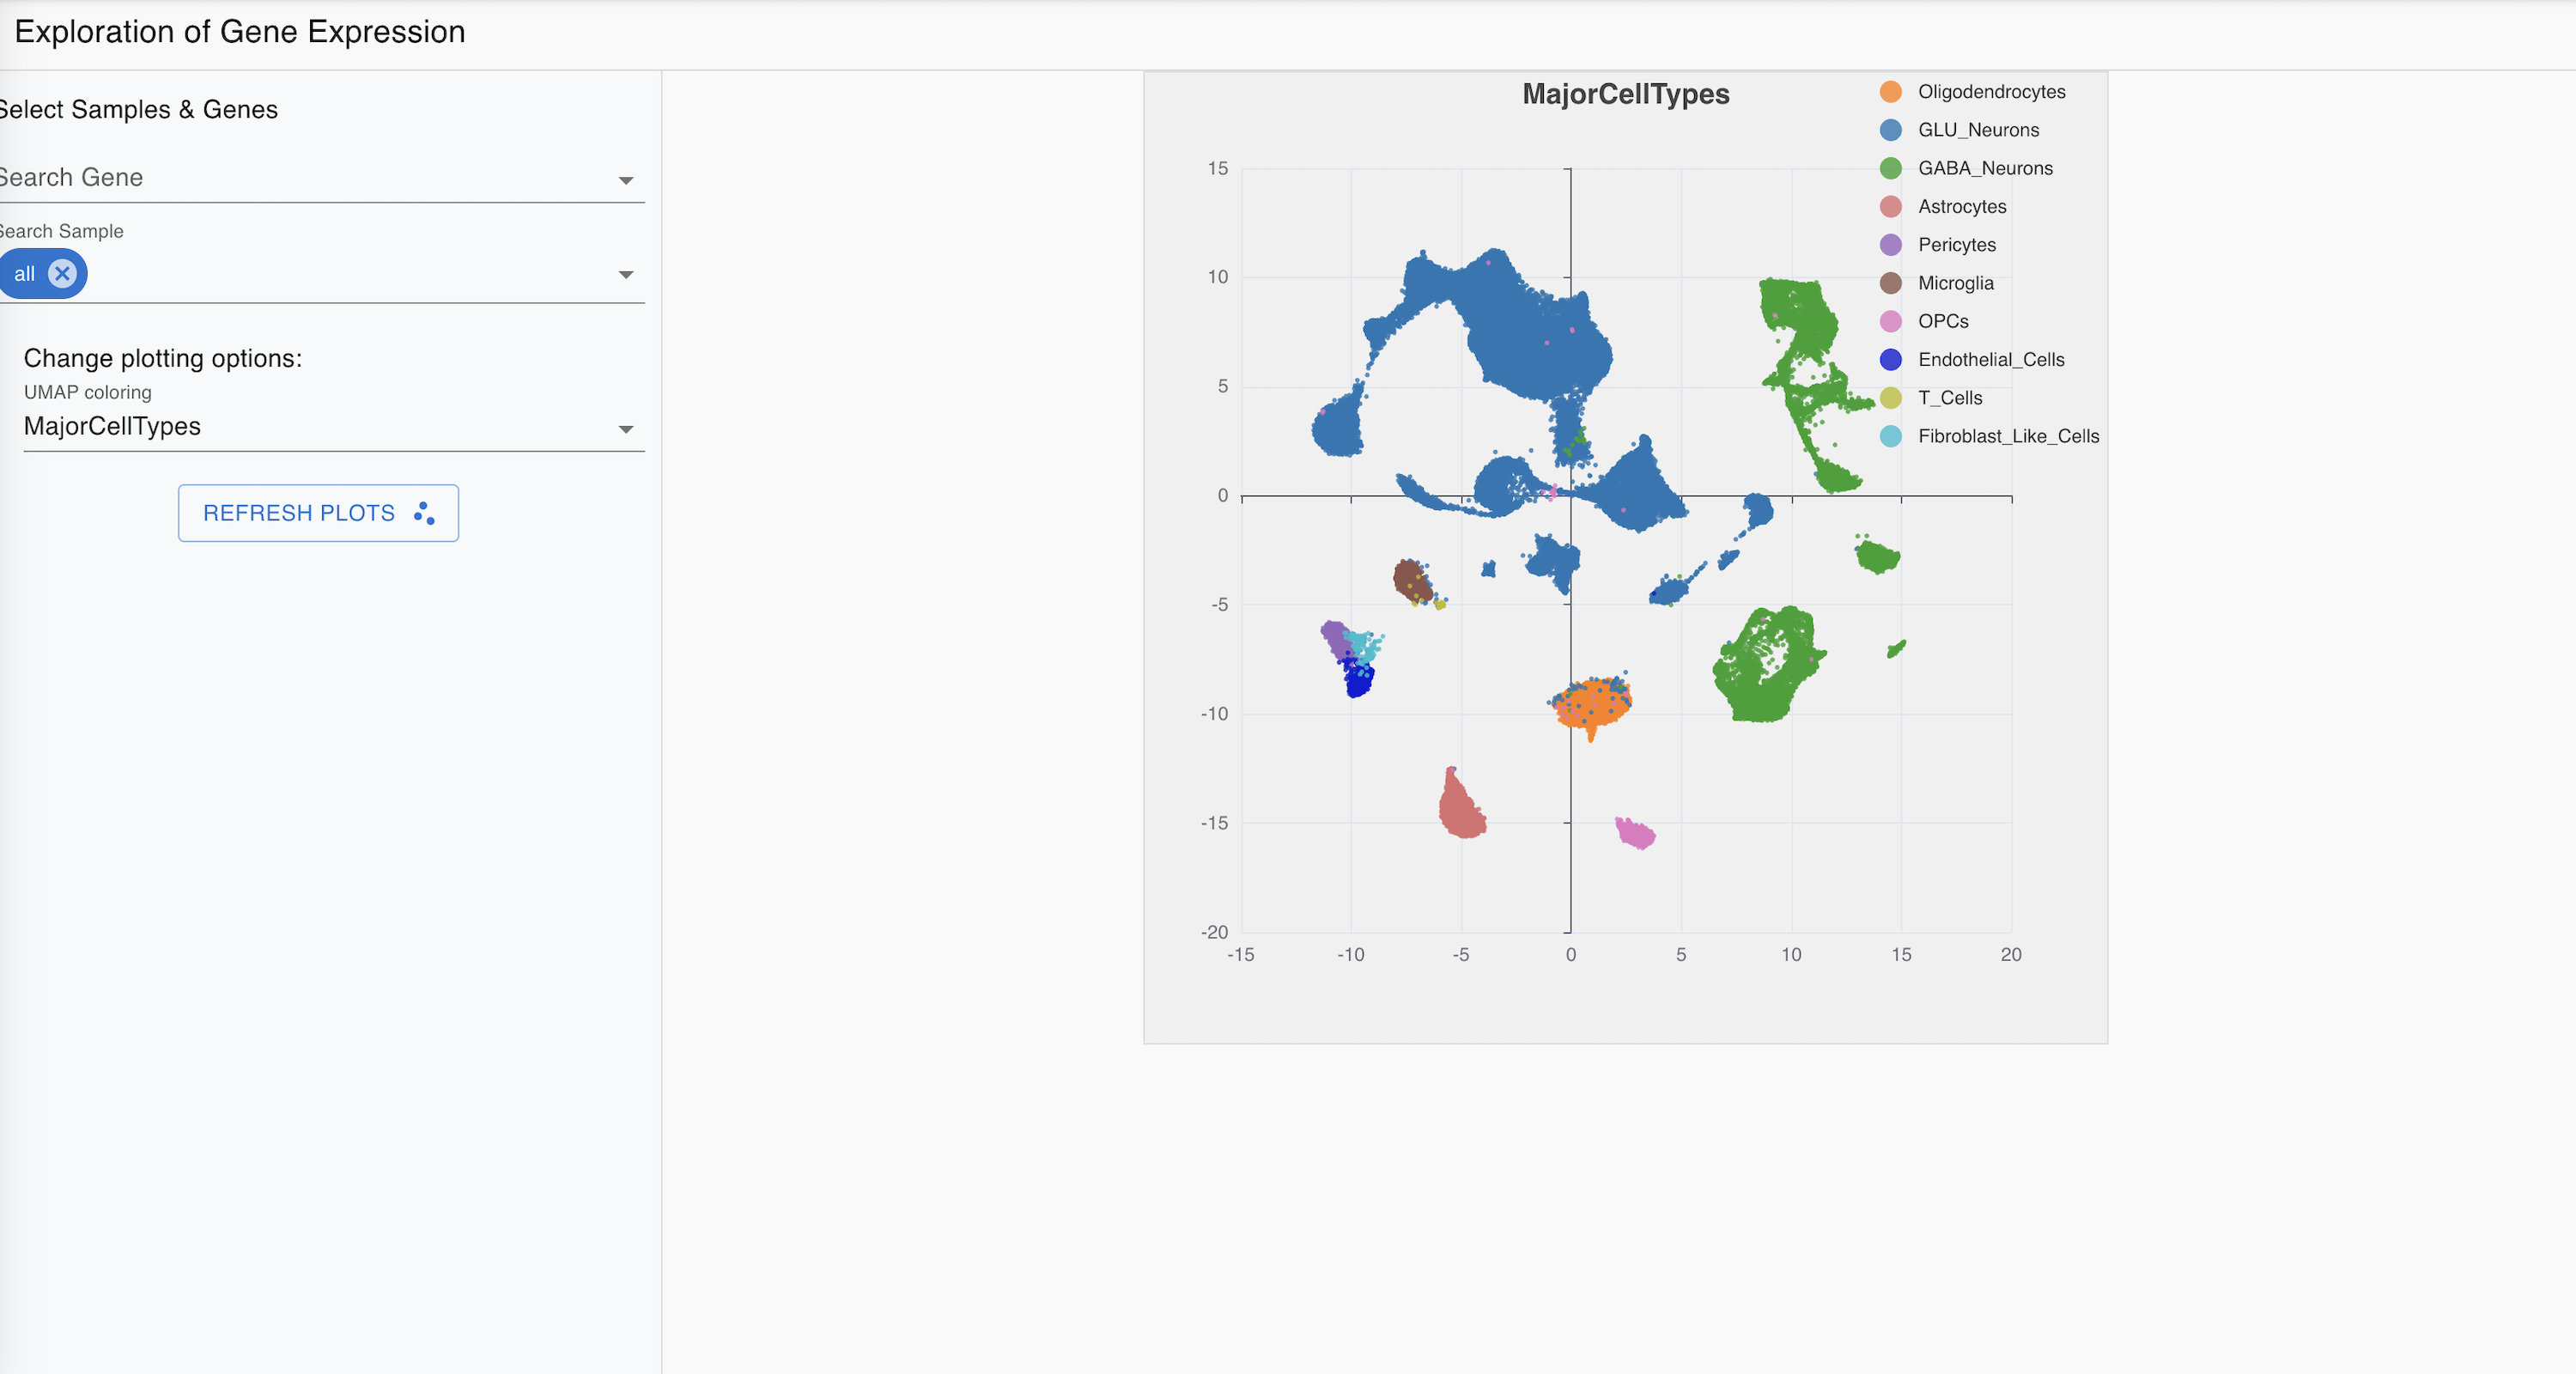 Exploration of Gene Expression
Select Samples & Genes
Search Gene
Search Sample
all
Change plotting options:
UMAP coloring
MajorCellTypes
REFRESH PLOTS
MajorCellTypes
Oligodendrocytes
GLU_Neurons
GABA_Neurons
Astrocytes
Pericytes
Microglia
OPCs
Endothelial_Cells
T_Cells
Fibroblast_Like_Cells
15
10
5
0
-5
-10
-15
-20
-15 -10 -5 0 5 10 15 20